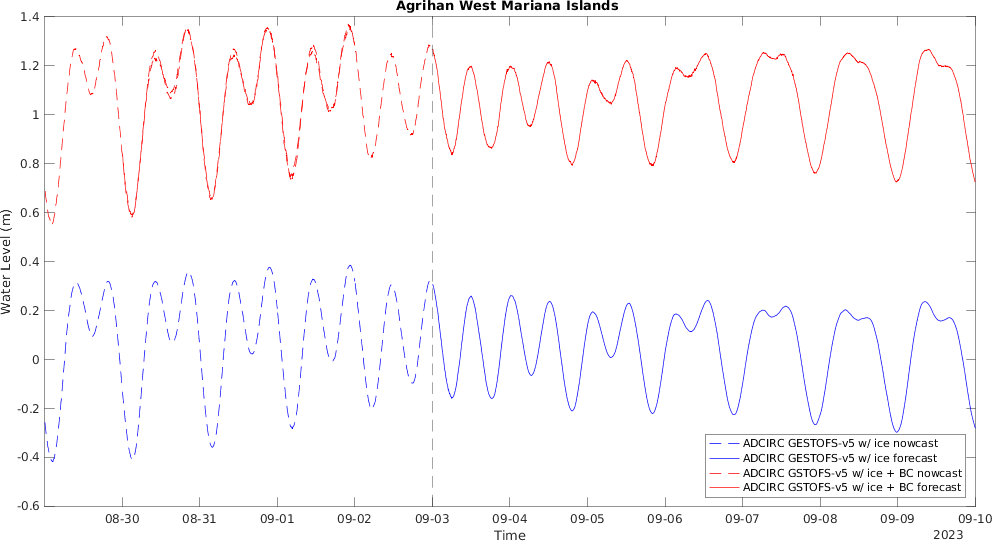 Agrihan West Mariana Islands
1.4
1.2
1
0.8
0.6
0.4
0.2
0
-0.2
-0.4
-0.6
Water Level (m)
ADCIRC GESTOFS-v5 w/ ice nowcast
ADCIRC GESTOFS-v5 w/ ice forecast
ADCIRC GSTOFS-v5 w/ ice + BC nowcast
ADCIRC GSTOFS-v5 w/ ice + BC forecast
08-30 08-31 09-01 09-02 09-03 09-04 09-05 09-06 09-07 09-08 09-09 09-10
Time
2023